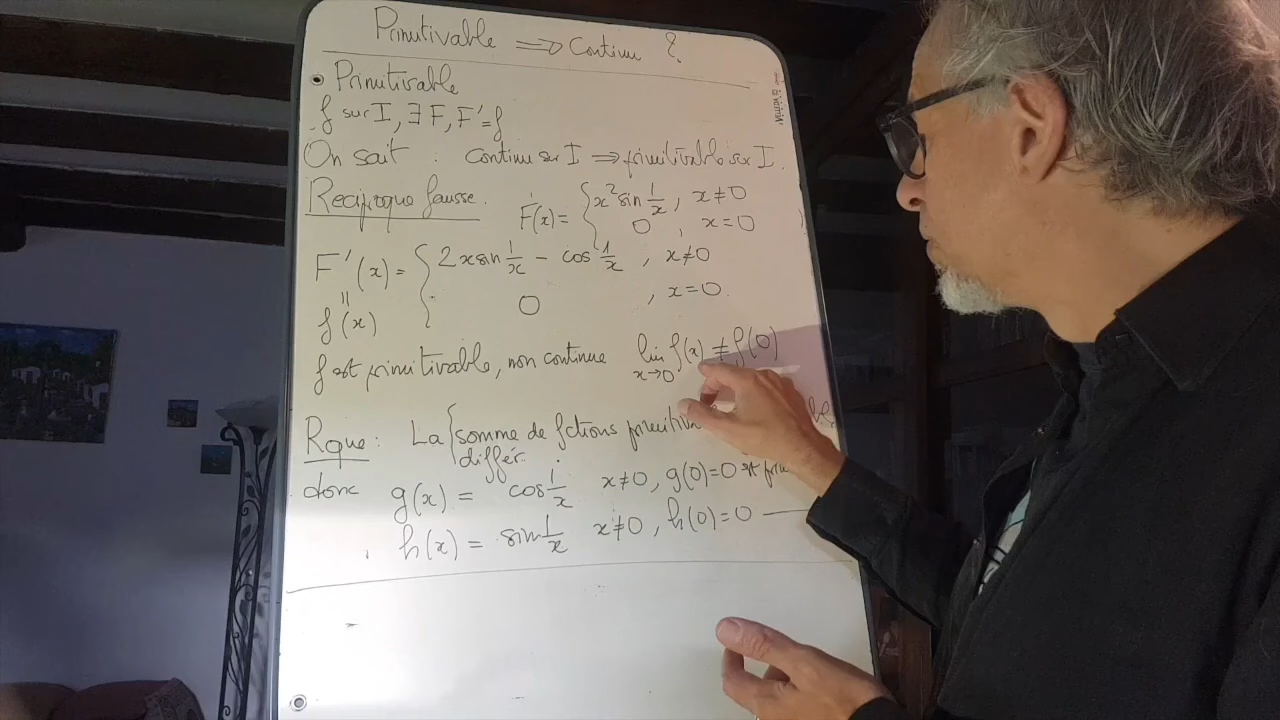 Primitivable ⟹ Continu ?
• Primitivable
f sur I, ∃ F, F' = f
On sait : continu sur I ⟹ primitivable sur I.
Réciproque fausse. F(x) = { x² sin 1/x, x ≠ 0
0, x = 0
F'(x) = { 2x sin 1/x - cos 1/x, x ≠ 0
0, x = 0.
"
f(x)
f est primitivable, non continue lim f(x) ≠ f(0)
x→0
Rque : La { somme de fctions
différ.
donc g(x) = cos 1/x x ≠ 0, g(0) = 0 est
h(x) = sin 1/x x ≠ 0, h(0) = 0 —